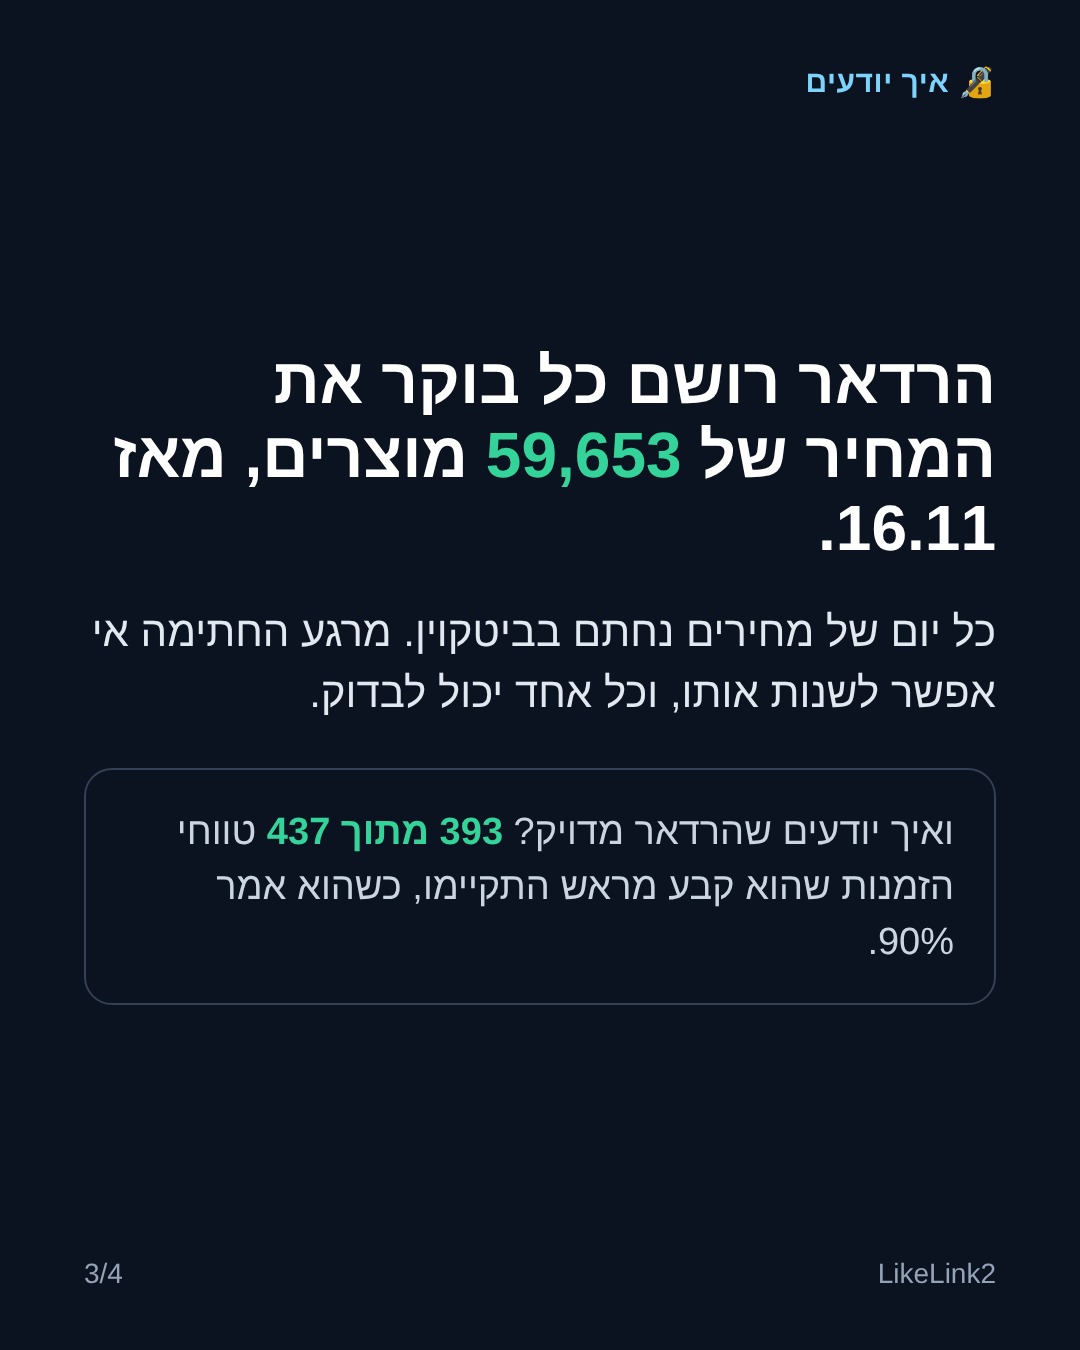 🔏 איך יודעים
הרדאר רושם כל בוקר את
המחיר של 59,653 מוצרים, מאז
16.11.
כל יום של מחירים נחתם בביטקוין. מרגע החתימה אי
אפשר לשנות אותו, וכל אחד יכול לבדוק.
ואיך יודעים שהרדאר מדויק? 393 מתוך 437 טווחי
הזמנות שהוא קבע מראש התקיימו, כשהוא אמר
90%.
LikeLink2
3/4